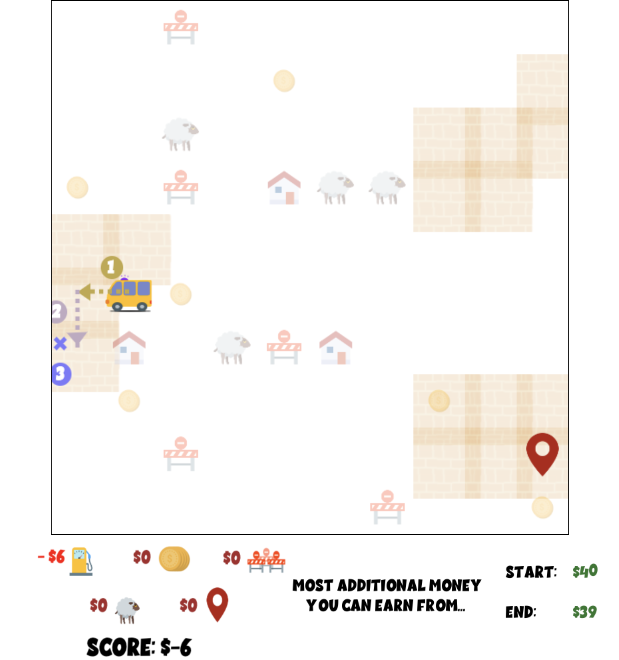 1
2
3
- $6
$0
$0
$0
$0
SCORE: $-6
MOST ADDITIONAL MONEY
YOU CAN EARN FROM...
START: $40
END: $39